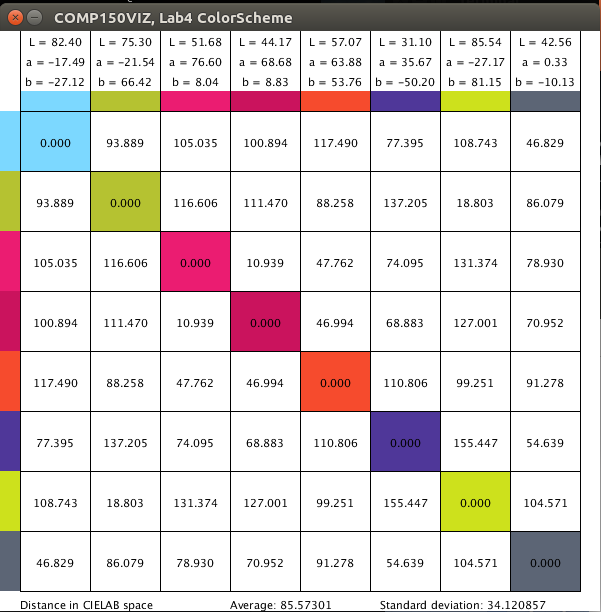 COMP150VIZ, Lab4 ColorScheme
L = 82.40 L = 75.30 L = 51.68 L = 44.17 L = 57.07 L = 31.10 L = 85.54 L = 42.56
a = −17.49 a = −21.54 a = 76.60 a = 68.68 a = 63.88 a = 35.67 a = −27.17 a = 0.33
b = −27.12 b = 66.42 b = 8.04 b = 8.83 b = 53.76 b = −50.20 b = 81.15 b = −10.13
0.000 93.889 105.035 100.894 117.490 77.395 108.743 46.829
93.889 0.000 116.606 111.470 88.258 137.205 18.803 86.079
105.035 116.606 0.000 10.939 47.762 74.095 131.374 78.930
100.894 111.470 10.939 0.000 46.994 68.883 127.001 70.952
117.490 88.258 47.762 46.994 0.000 110.806 99.251 91.278
77.395 137.205 74.095 68.883 110.806 0.000 155.447 54.639
108.743 18.803 131.374 127.001 99.251 155.447 0.000 104.571
46.829 86.079 78.930 70.952 91.278 54.639 104.571 0.000
Distance in CIELAB space Average: 85.57301 Standard deviation: 34.120857